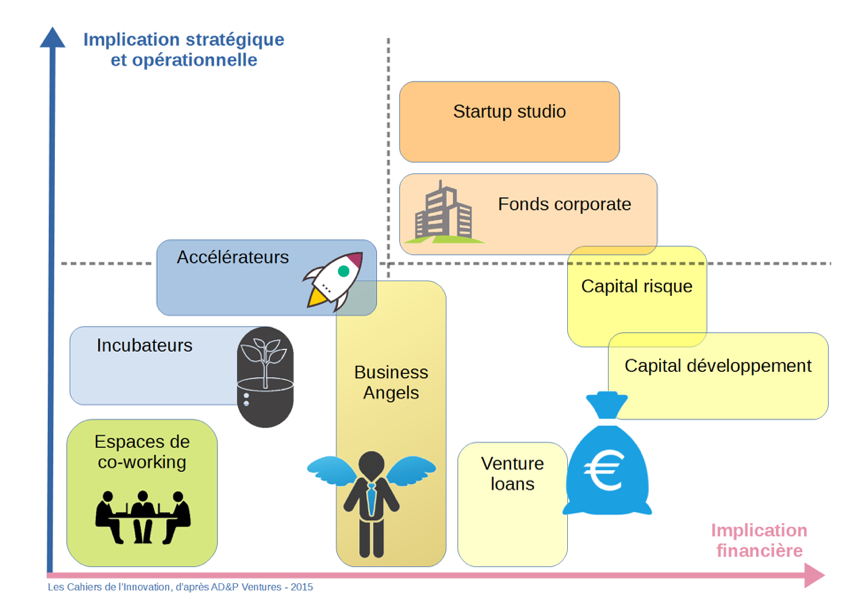 Implication stratégique
et opérationnelle
Startup studio
Fonds corporate
Accélérateurs
Capital risque
Incubateurs
Capital développement
Business
Angels
Espaces de
co-working
Venture
loans
€
Implication
financière
Les Cahiers de l'Innovation, d'après AD&P Ventures - 2015